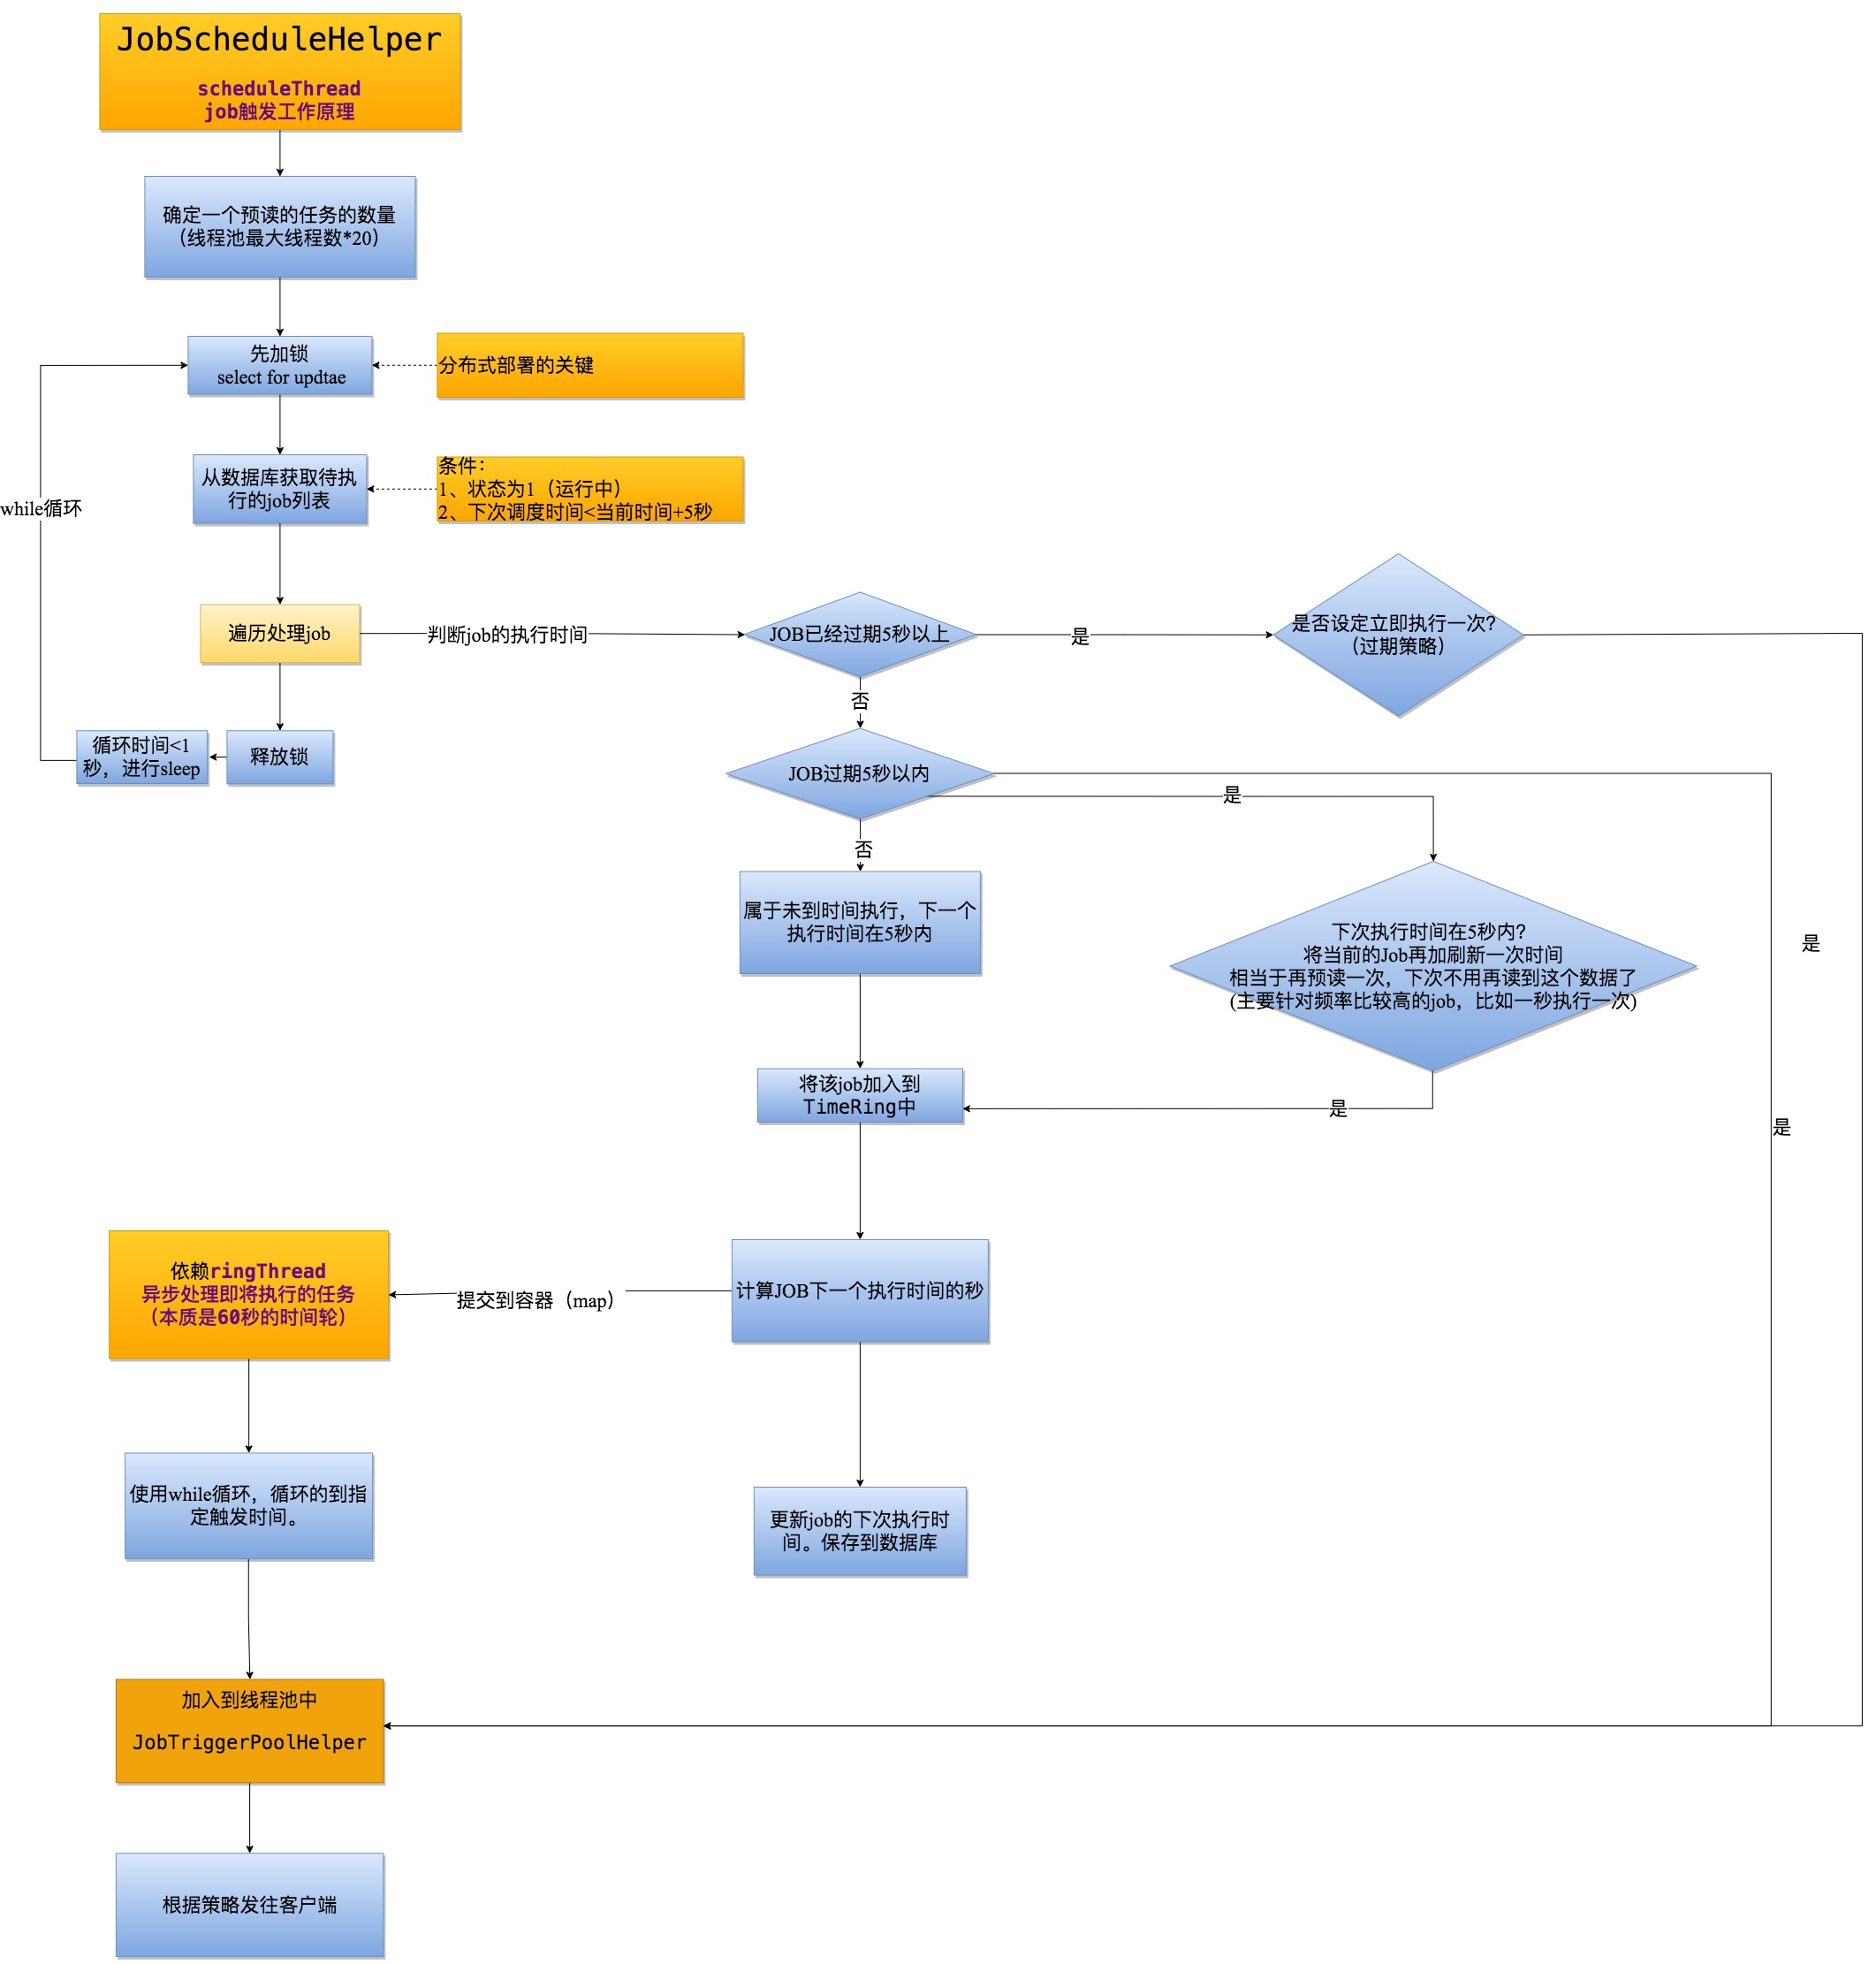 JobScheduleHelper
scheduleThread
job触发工作原理
确定一个预读的任务的数量
（线程池最大线程数*20）
先加锁
select for updtae
分布式部署的关键
从数据库获取待执
行的job列表
条件：
1、状态为1（运行中）
2、下次调度时间<当前时间+5秒
while循环
遍历处理job
判断job的执行时间
JOB已经过期5秒以上
是
是否设定立即执行一次？
（过期策略）
否
循环时间<1
秒，进行sleep
释放锁
JOB过期5秒以内
是
否
属于未到时间执行，下一个
执行时间在5秒内
下次执行时间在5秒内？
将当前的Job再加刷新一次时间
相当于再预读一次，下次不用再读到这个数据了
(主要针对频率比较高的job，比如一秒执行一次)
是
将该job加入到
TimeRing中
是
是
依赖ringThread
异步处理即将执行的任务
（本质是60秒的时间轮）
提交到容器（map）
计算JOB下一个执行时间的秒
使用while循环，循环的到指
定触发时间。
更新job的下次执行时
间。保存到数据库
加入到线程池中
JobTriggerPoolHelper
根据策略发往客户端